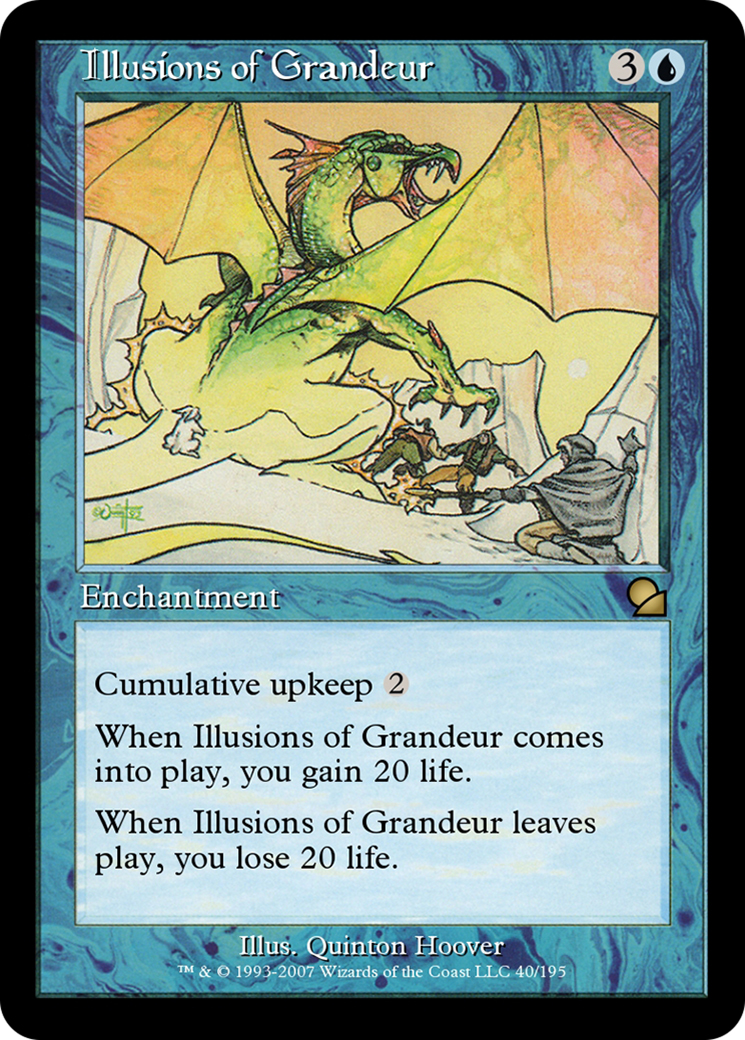 Illusions of Grandeur 3
Enchantment
Cumulative upkeep 2
When Illusions of Grandeur comes
into play, you gain 20 life.
When Illusions of Grandeur leaves
play, you lose 20 life.
Illus. Quinton Hoover
™ & © 1993-2007 Wizards of the Coast LLC 40/195